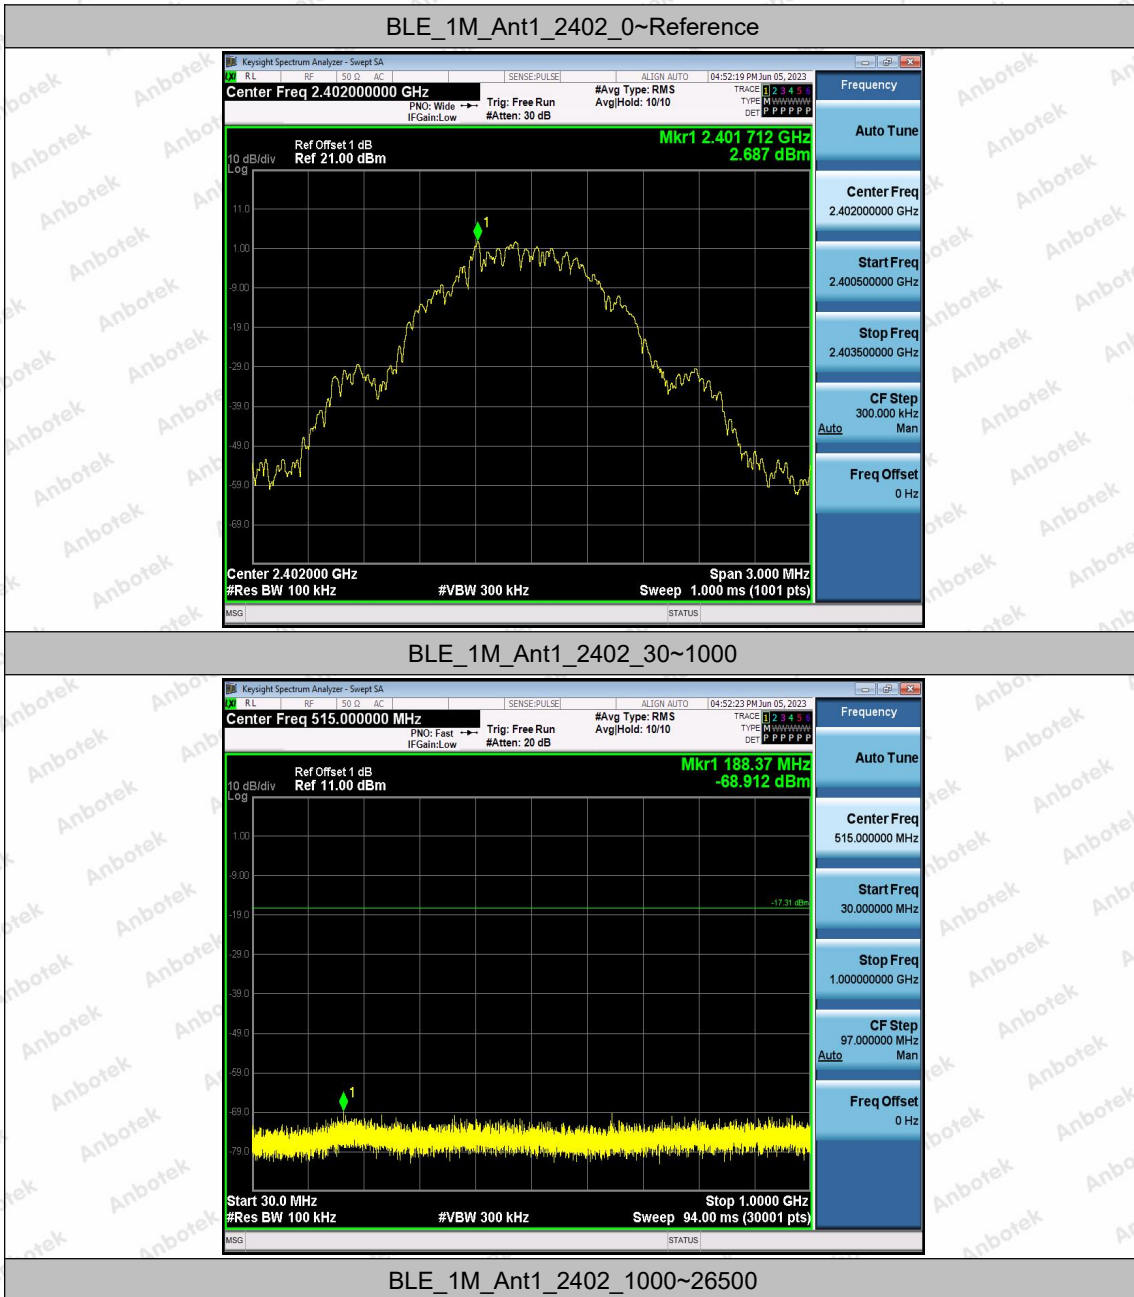 BLE_1M_Ant1_2402_0~Reference
Keysight Spectrum Analyzer - Swept SA
RL RF 50 Ω AC SENSE:PULSE ALIGN AUTO 04:52:19 PM Jun 05, 2023
Center Freq 2.402000000 GHz
#Avg Type: RMS
TRACE 1 2 3 4 5 6
PNO: Wide
Trig: Free Run
Avg|Hold: 10/10
TYPE M WWWWW
IFGain:Low
#Atten: 30 dB
DET P P P P P P
Frequency
Auto Tune
Mkr1 2.401 712 GHz
2.687 dBm
Ref Offset 1 dB
10 dB/div Ref 21.00 dBm
Log
11.0
1.00
-9.00
-19.0
-29.0
-39.0
-49.0
-59.0
-69.0
1
Center Freq
2.402000000 GHz
Start Freq
2.400500000 GHz
Stop Freq
2.403500000 GHz
CF Step
300.000 kHz
Auto Man
Freq Offset
0 Hz
Center 2.402000 GHz Span 3.000 MHz
#Res BW 100 kHz #VBW 300 kHz Sweep 1.000 ms (1001 pts)
MSG STATUS
BLE_1M_Ant1_2402_30~1000
Keysight Spectrum Analyzer - Swept SA
RL RF 50 Ω AC SENSE:PULSE ALIGN AUTO 04:52:23 PM Jun 05, 2023
Center Freq 515.000000 MHz
#Avg Type: RMS
TRACE 1 2 3 4 5 6
PNO: Fast
Trig: Free Run
Avg|Hold: 10/10
TYPE M WWWWW
IFGain:Low
#Atten: 20 dB
DET P P P P P P
Frequency
Auto Tune
Mkr1 188.37 MHz
-68.912 dBm
Ref Offset 1 dB
10 dB/div Ref 11.00 dBm
Log
1.00
-9.00
-19.0
-29.0
-39.0
-49.0
-59.0
-69.0
-79.0
-17.31 dBm
1
Center Freq
515.000000 MHz
Start Freq
30.000000 MHz
Stop Freq
1.000000000 GHz
CF Step
97.000000 MHz
Auto Man
Freq Offset
0 Hz
Start 30.0 MHz Stop 1.0000 GHz
#Res BW 100 kHz #VBW 300 kHz Sweep 94.00 ms (30001 pts)
MSG STATUS
BLE_1M_Ant1_2402_1000~26500